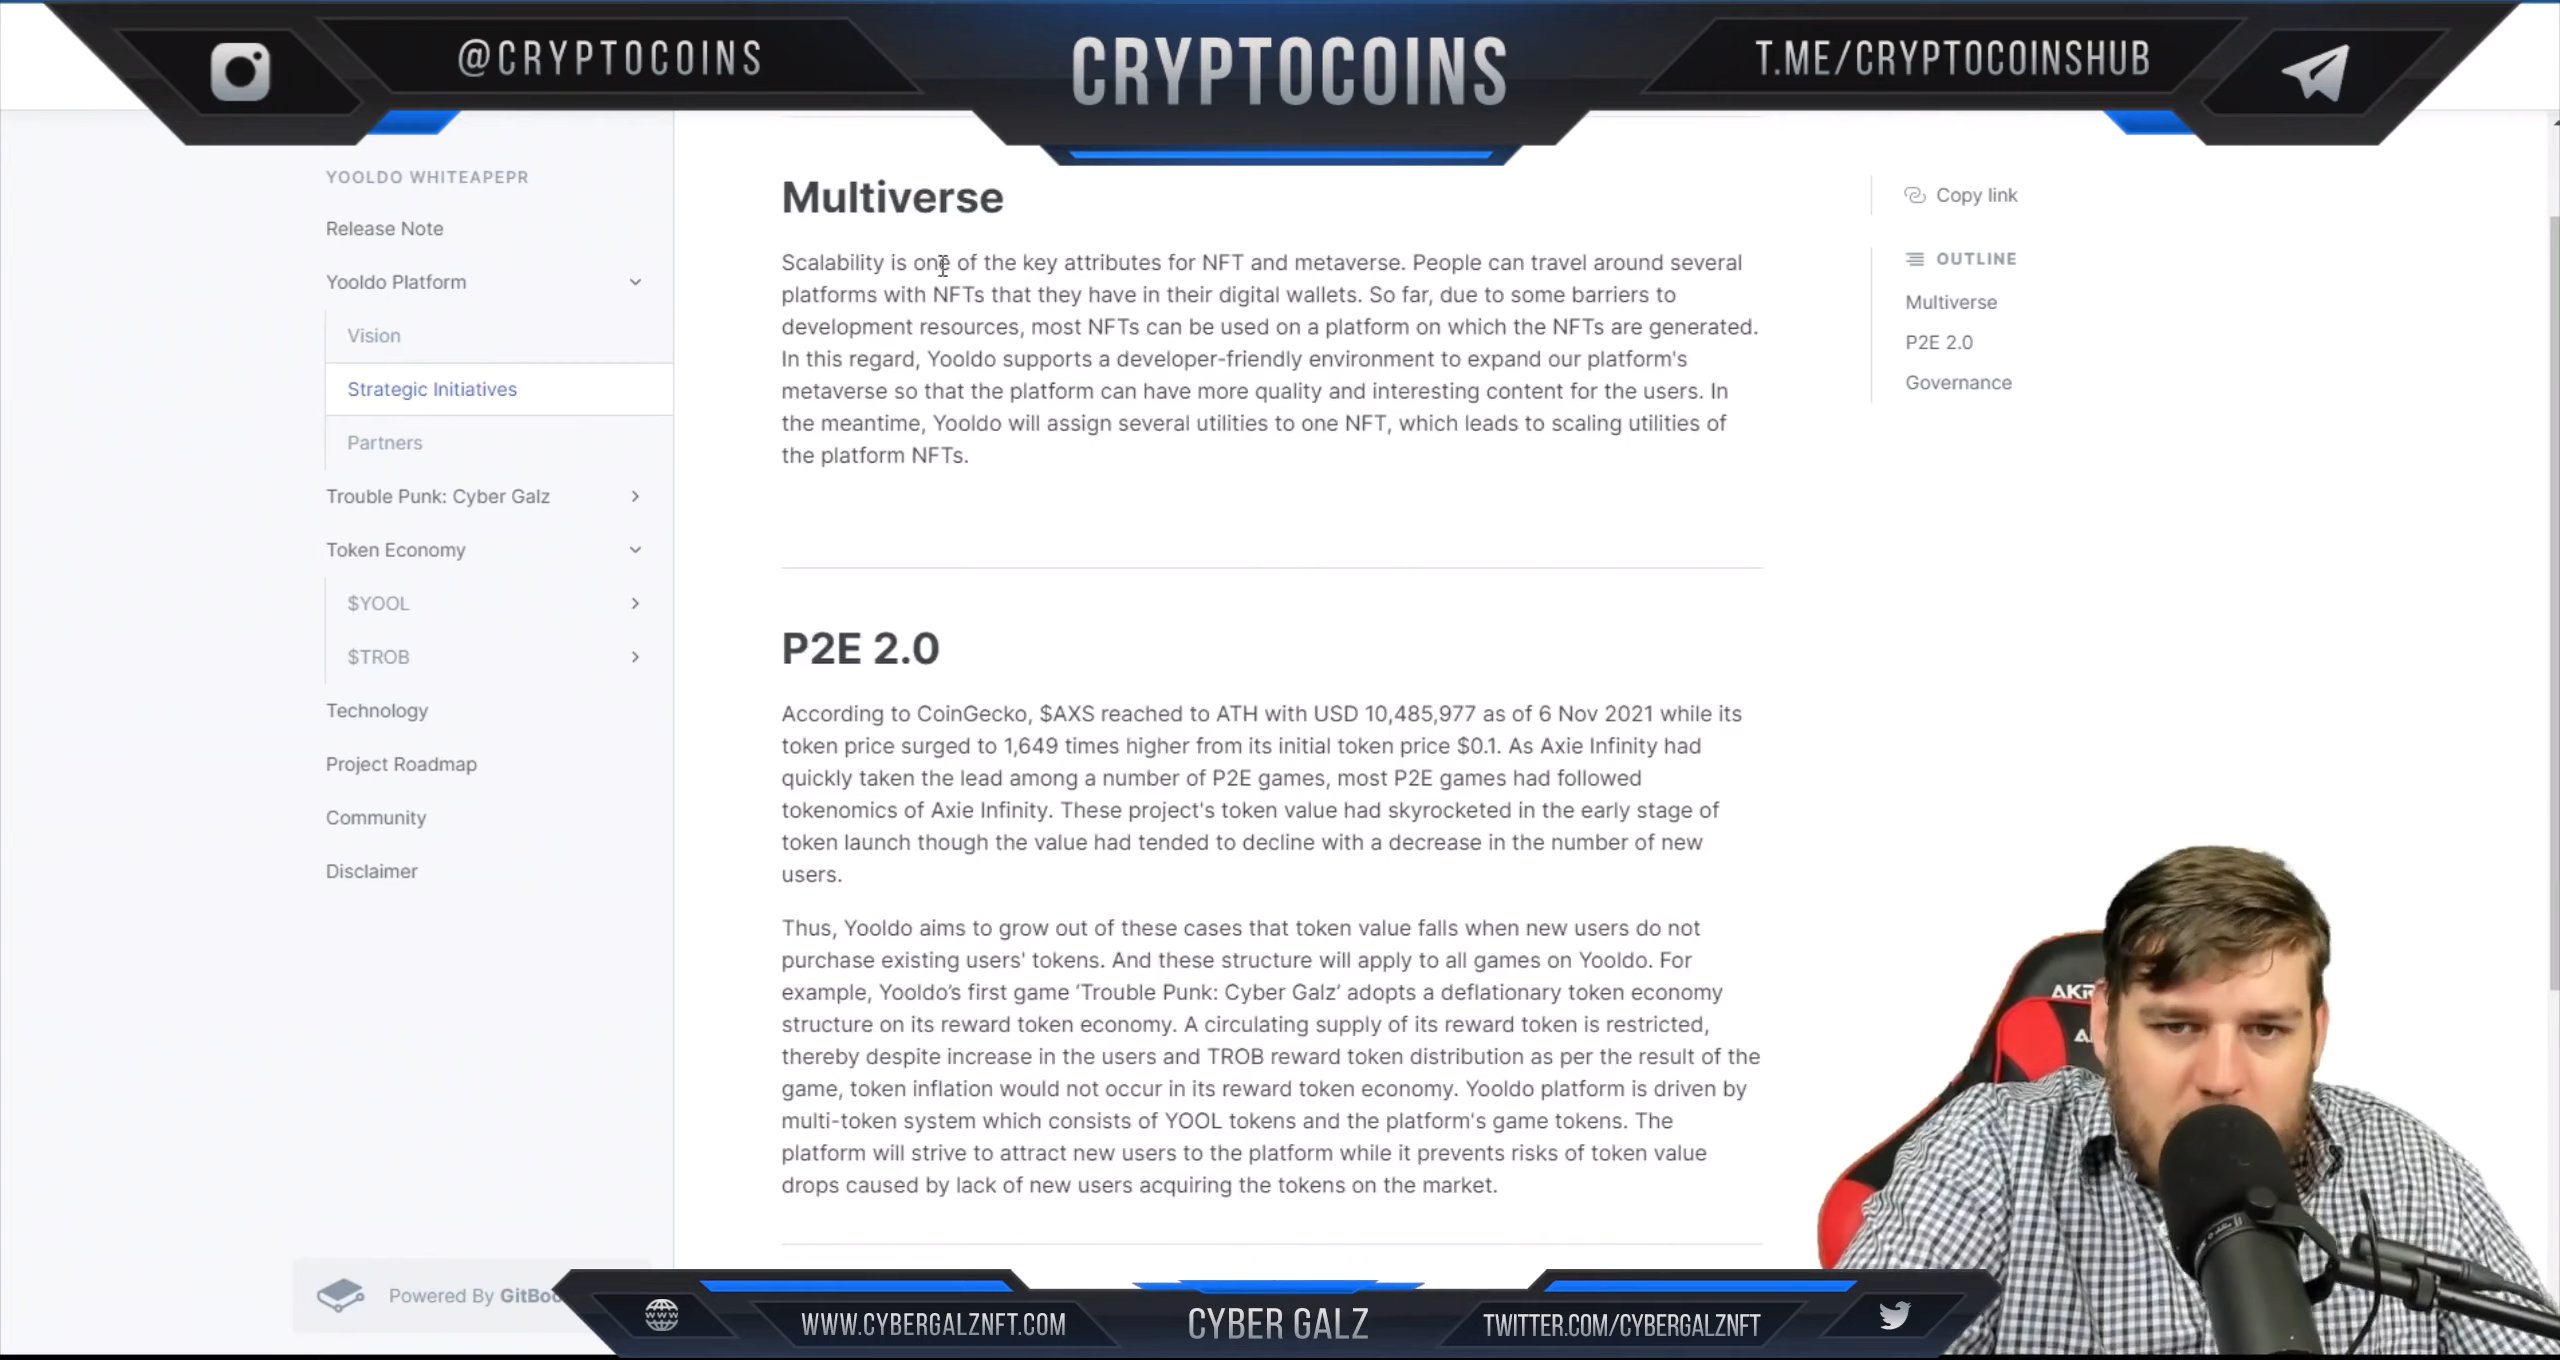 @CRYPTOCOINS
CRYPTOCOINS
T.ME/CRYPTOCOINSHUB
YOOLDO WHITEAPEPR
Release Note
Yooldo Platform
Vision
Strategic Initiatives
Partners
Trouble Punk: Cyber Galz
Token Economy
$YOOL
$TROB
Technology
Project Roadmap
Community
Disclaimer
Powered By GitBoo
Multiverse
Scalability is one of the key attributes for NFT and metaverse. People can travel around several
platforms with NFTs that they have in their digital wallets. So far, due to some barriers to
development resources, most NFTs can be used on a platform on which the NFTs are generated.
In this regard, Yooldo supports a developer-friendly environment to expand our platform's
metaverse so that the platform can have more quality and interesting content for the users. In
the meantime, Yooldo will assign several utilities to one NFT, which leads to scaling utilities of
the platform NFTs.
P2E 2.0
According to CoinGecko, $AXS reached to ATH with USD 10,485,977 as of 6 Nov 2021 while its
token price surged to 1,649 times higher from its initial token price $0.1. As Axie Infinity had
quickly taken the lead among a number of P2E games, most P2E games had followed
tokenomics of Axie Infinity. These project's token value had skyrocketed in the early stage of
token launch though the value had tended to decline with a decrease in the number of new
users.
Thus, Yooldo aims to grow out of these cases that token value falls when new users do not
purchase existing users' tokens. And these structure will apply to all games on Yooldo. For
example, Yooldo’s first game ‘Trouble Punk: Cyber Galz’ adopts a deflationary token economy
structure on its reward token economy. A circulating supply of its reward token is restricted,
thereby despite increase in the users and TROB reward token distribution as per the result of the
game, token inflation would not occur in its reward token economy. Yooldo platform is driven by
multi-token system which consists of YOOL tokens and the platform's game tokens. The
platform will strive to attract new users to the platform while it prevents risks of token value
drops caused by lack of new users acquiring the tokens on the market.
Copy link
OUTLINE
Multiverse
P2E 2.0
Governance
WWW.CYBERGALZNFT.COM
CYBER GALZ
TWITTER.COM/CYBERGALZNFT